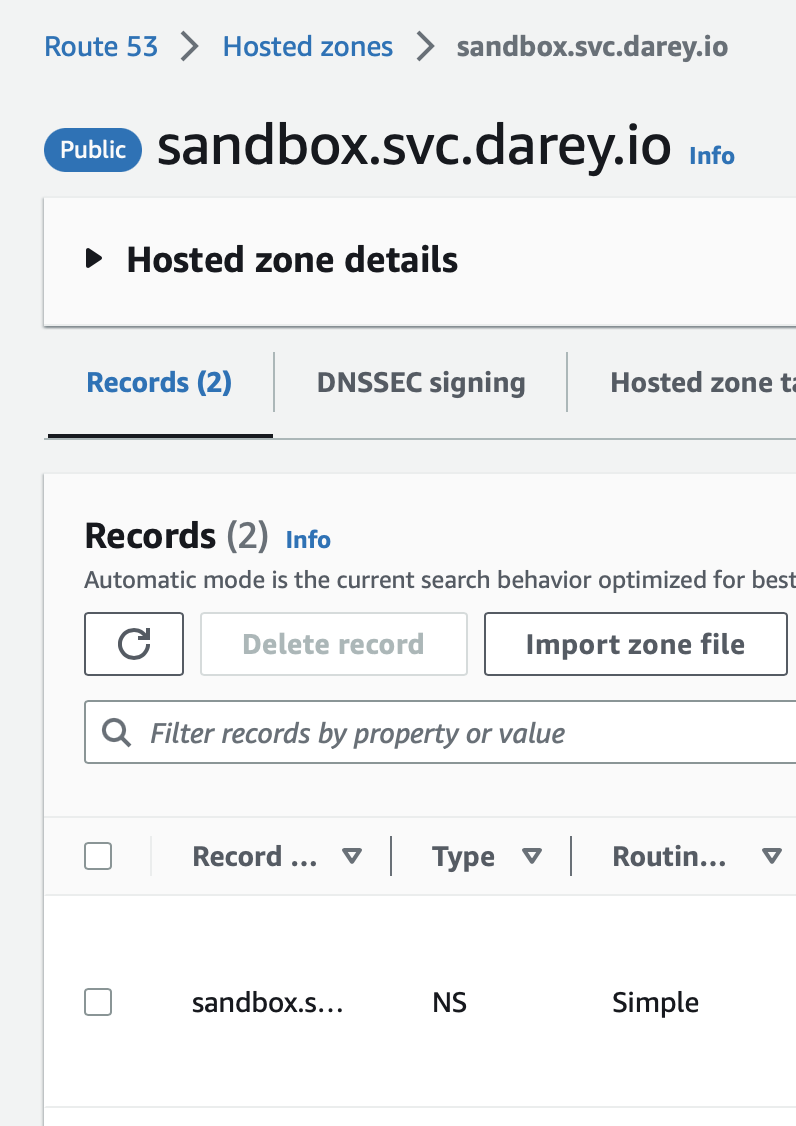 Route 53 > Hosted zones > sandbox.svc.darey.io
Public sandbox.svc.darey.io Info
Hosted zone details
Records (2) DNSSEC signing Hosted zone ta
Records (2) Info
Automatic mode is the current search behavior optimized for best
Delete record Import zone file
Filter records by property or value
Record ... Type Routin...
sandbox.s... NS Simple